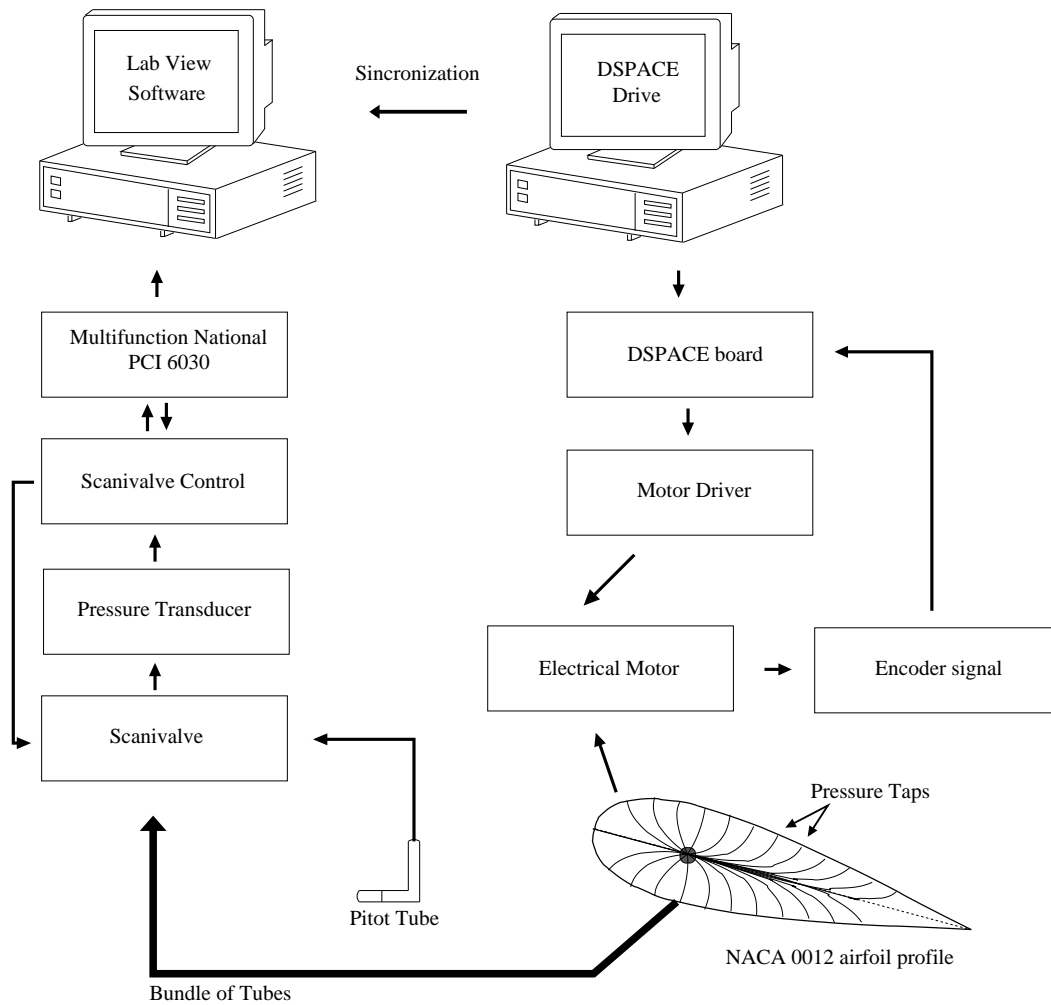 Lab View
Software
Sincronization
DSPACE
Drive
Multifunction National
PCI 6030
DSPACE board
Scanivalve Control
Motor Driver
Pressure Transducer
Electrical Motor
Encoder signal
Scanivalve
Pressure Taps
Pitot Tube
NACA 0012 airfoil profile
Bundle of Tubes